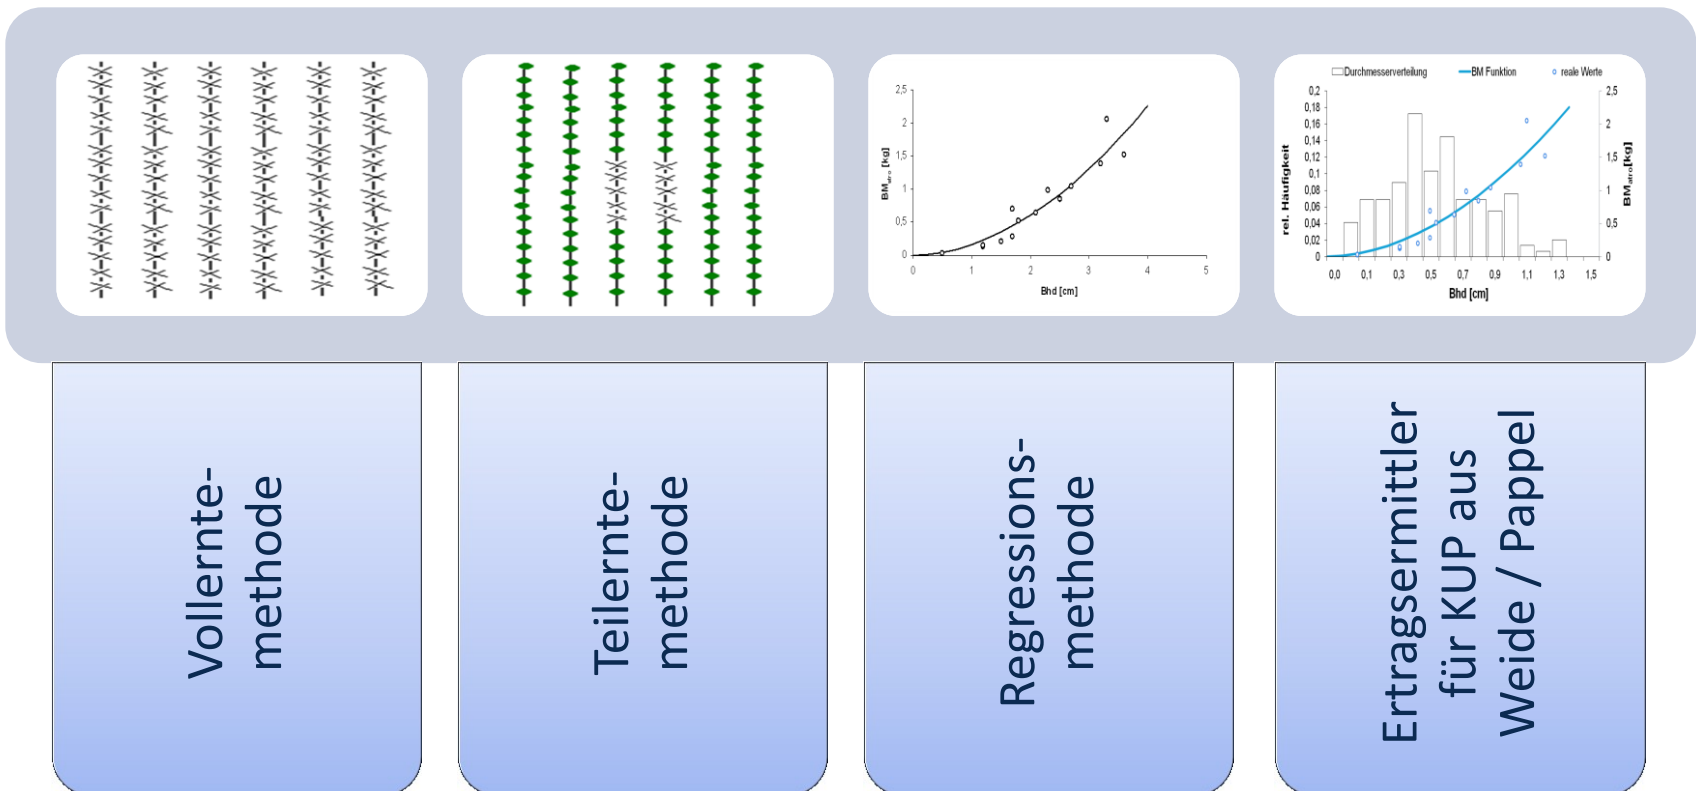 2,5
2
1,5
1
0,5
0
BMatro [kg]
0
1
2
3
4
5
Bhd [cm]
Durchmesserverteilung
BM Funktion
reale Werte
0,2
0,18
0,16
0,14
0,12
0,1
0,08
0,06
0,04
0,02
0
rel. Häufigkeit
2,5
2
1,5
1
0,5
0
BMatro[kg]
0,0
0,1
0,3
0,5
0,7
0,9
1,1
1,3
1,5
Bhd [cm]
Vollernte-
methode
Teilernte-
methode
Regressions-
methode
Ertragsermittler
für KUP aus
Weide / Pappel